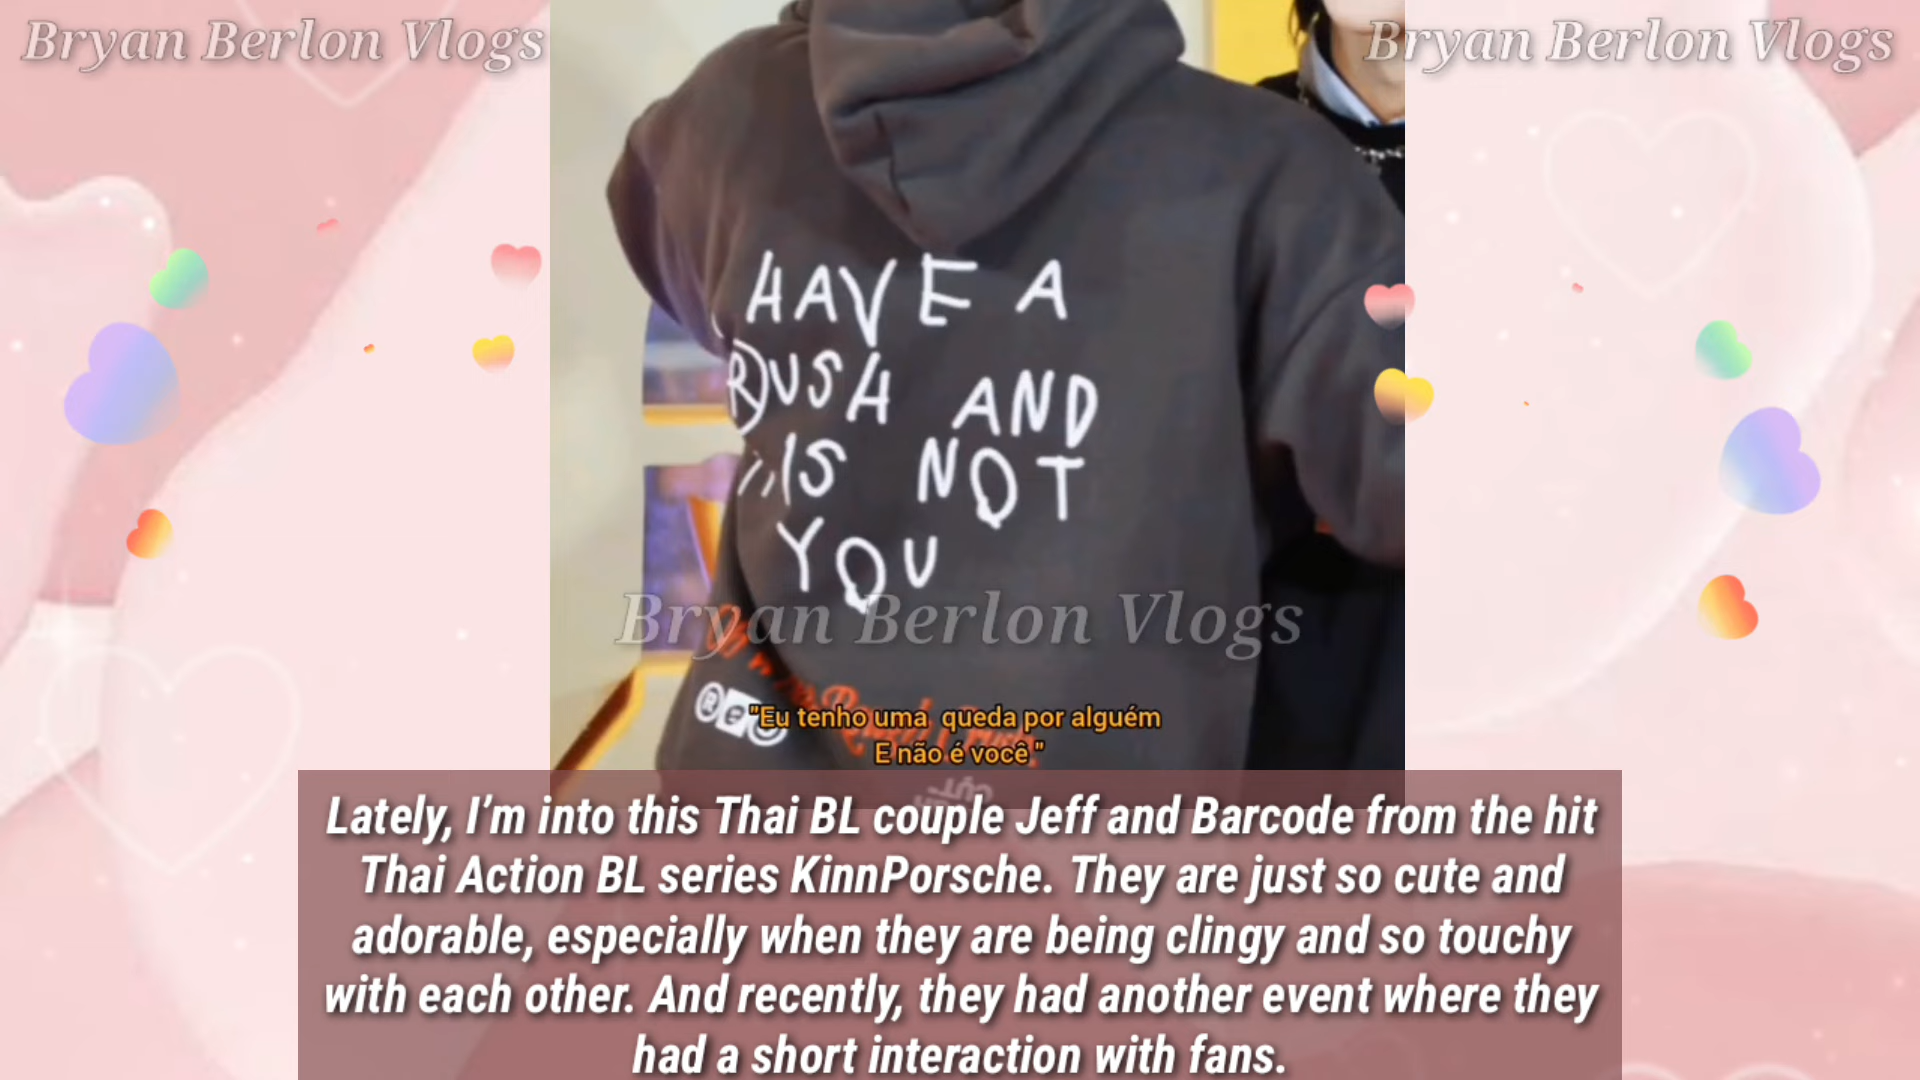 Bryan Berlon Vlogs
Bryan Berlon Vlogs
HAVE A
RUSH AND
IS NOT
YOU
Bryan Berlon Vlogs
"Eu tenho uma queda por alguém
E não é você"
Lately, I’m into this Thai BL couple Jeff and Barcode from the hit
Thai Action BL series KinnPorsche. They are just so cute and
adorable, especially when they are being clingy and so touchy
with each other. And recently, they had another event where they
had a short interaction with fans.